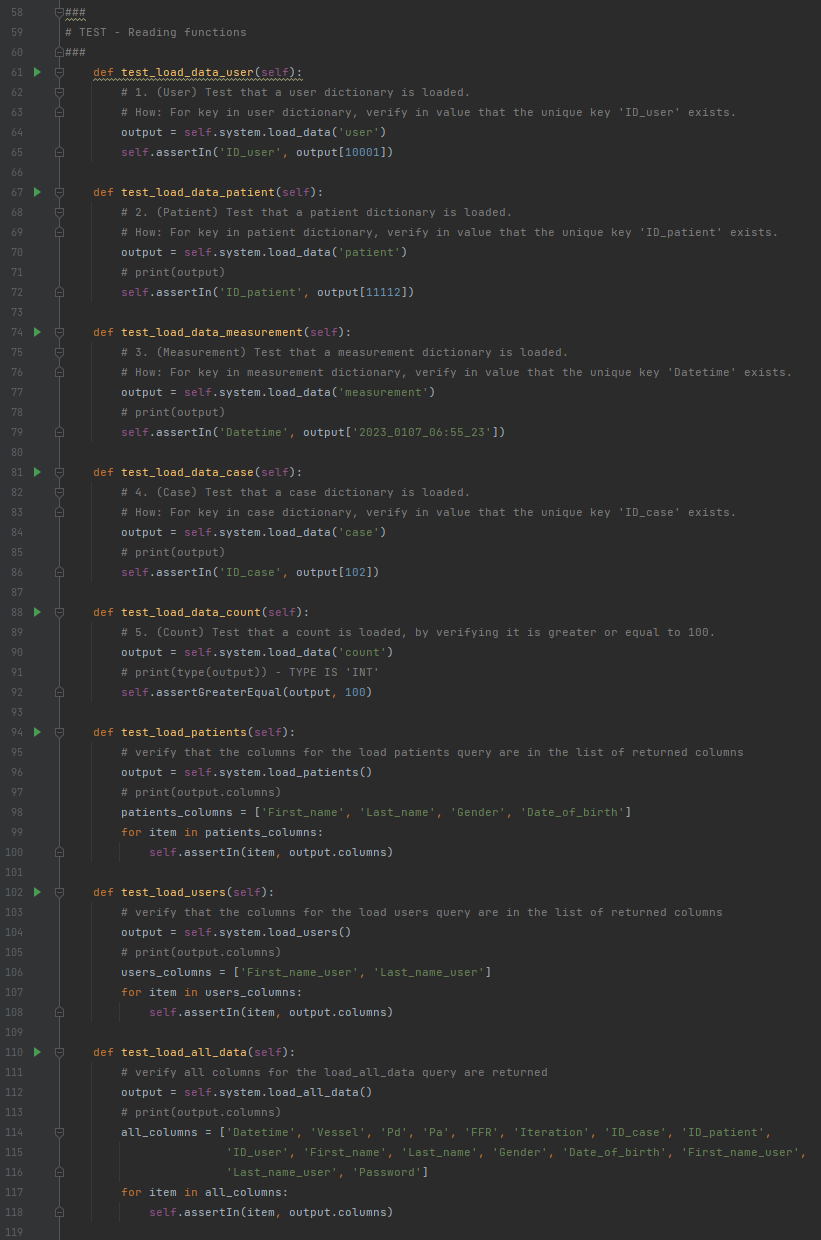 58 ###
59 # TEST - Reading functions
60 ###
61     def test_load_data_user(self):
62         # 1. (User) Test that a user dictionary is loaded.
63         # How: For key in user dictionary, verify in value that the unique key 'ID_user' exists.
64         output = self.system.load_data('user')
65         self.assertIn('ID_user', output[10001])
66
67     def test_load_data_patient(self):
68         # 2. (Patient) Test that a patient dictionary is loaded.
69         # How: For key in patient dictionary, verify in value that the unique key 'ID_patient' exists.
70         output = self.system.load_data('patient')
71         # print(output)
72         self.assertIn('ID_patient', output[11112])
73
74     def test_load_data_measurement(self):
75         # 3. (Measurement) Test that a measurement dictionary is loaded.
76         # How: For key in measurement dictionary, verify in value that the unique key 'Datetime' exists.
77         output = self.system.load_data('measurement')
78         # print(output)
79         self.assertIn('Datetime', output['2023_0107_06:55_23'])
80
81     def test_load_data_case(self):
82         # 4. (Case) Test that a case dictionary is loaded.
83         # How: For key in case dictionary, verify in value that the unique key 'ID_case' exists.
84         output = self.system.load_data('case')
85         # print(output)
86         self.assertIn('ID_case', output[102])
87
88     def test_load_data_count(self):
89         # 5. (Count) Test that a count is loaded, by verifying it is greater or equal to 100.
90         output = self.system.load_data('count')
91         # print(type(output)) - TYPE IS 'INT'
92         self.assertGreaterEqual(output, 100)
93
94     def test_load_patients(self):
95         # verify that the columns for the load patients query are in the list of returned columns
96         output = self.system.load_patients()
97         # print(output.columns)
98         patients_columns = ['First_name', 'Last_name', 'Gender', 'Date_of_birth']
99         for item in patients_columns:
100             self.assertIn(item, output.columns)
101
102     def test_load_users(self):
103         # verify that the columns for the load users query are in the list of returned columns
104         output = self.system.load_users()
105         # print(output.columns)
106         users_columns = ['First_name_user', 'Last_name_user']
107         for item in users_columns:
108             self.assertIn(item, output.columns)
109
110     def test_load_all_data(self):
111         # verify all columns for the load_all_data query are returned
112         output = self.system.load_all_data()
113         # print(output.columns)
114         all_columns = ['Datetime', 'Vessel', 'Pd', 'Pa', 'FFR', 'Iteration', 'ID_case', 'ID_patient',
115                        'ID_user', 'First_name', 'Last_name', 'Gender', 'Date_of_birth', 'First_name_user',
116                        'Last_name_user', 'Password']
117         for item in all_columns:
118             self.assertIn(item, output.columns)
119